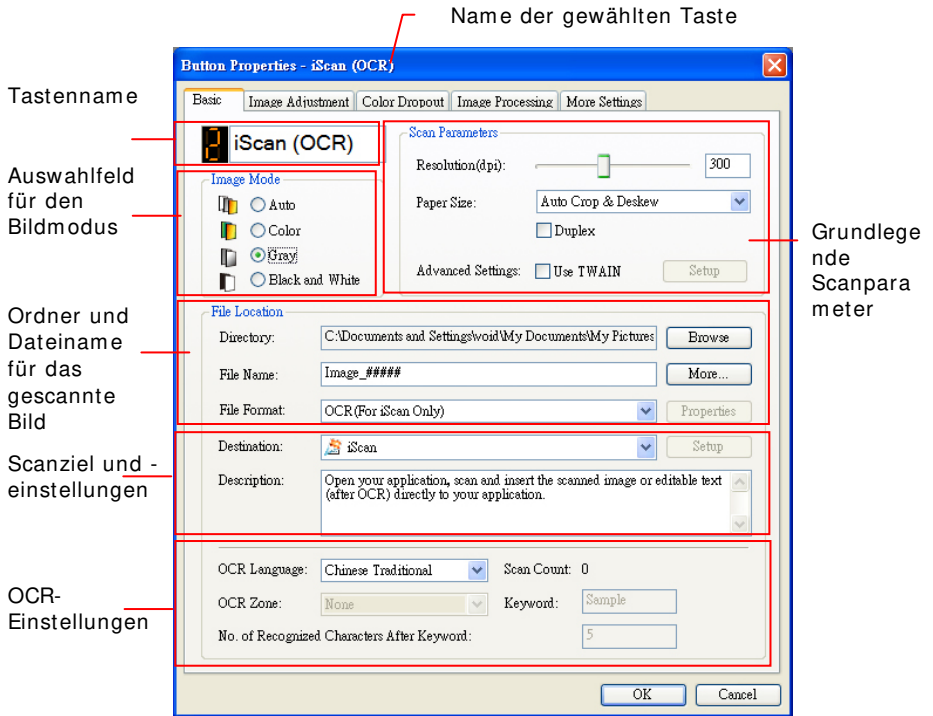 Name der gewählten Taste
Button Properties - iScan (OCR)
Tastenname
Basic
Image Adjustment
Color Dropout
Image Processing
More Settings
2 iScan (OCR)
Auswahlfeld
für den
Bildmodus
Image Mode
Auto
Color
Gray
Black and White
Scan Parameters
Resolution(dpi): 300
Paper Size: Auto Crop & Deskew
Duplex
Advanced Settings: Use TWAIN Setup
Grundlege
nde
Scanpara
meter
Ordner und
Dateiname
für das
gescannte
Bild
File Location
Directory: C:\Documents and Settings\void\My Documents\My Pictures Browse
File Name: Image_##### More...
File Format: OCR(For iScan Only) Properties
Scanziel und -
einstellungen
Destination: iScan Setup
Description: Open your application, scan and insert the scanned image or editable text
(after OCR) directly to your application.
OCR-
Einstellungen
OCR Language: Chinese Traditional Scan Count: 0
OCR Zone: None Keyword: Sample
No. of Recognized Characters After Keyword: 5
OK Cancel